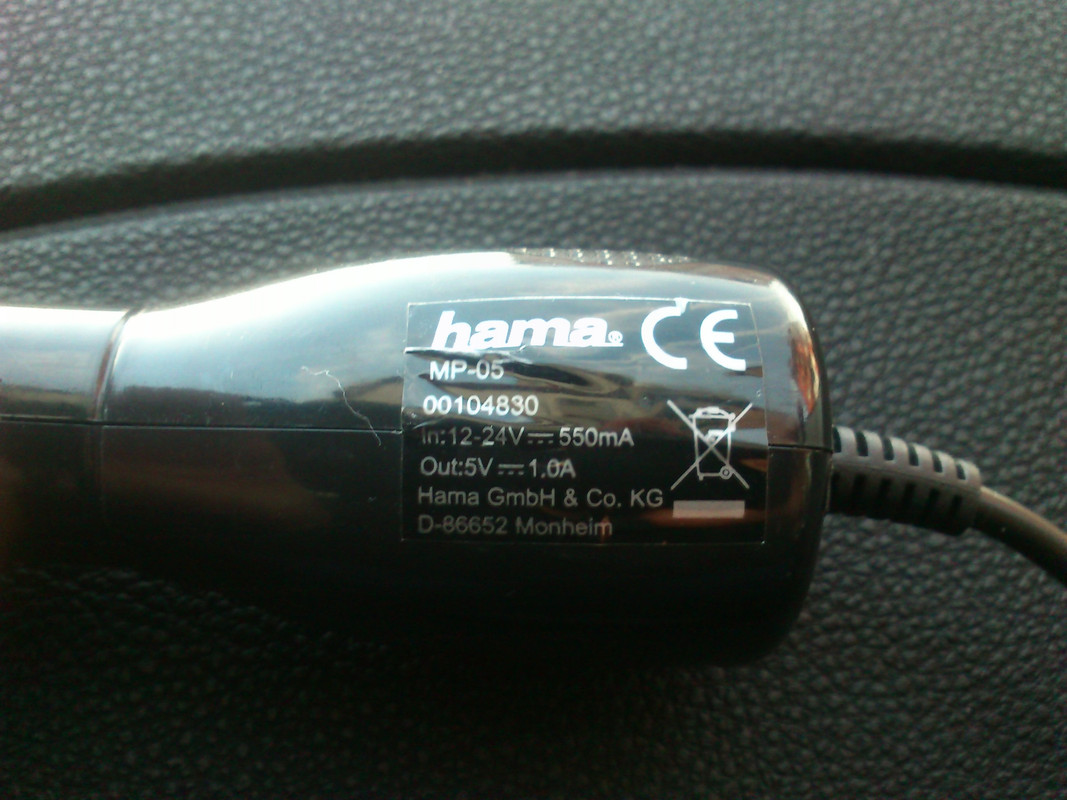 hama®
CE
MP-05
00104830
In:12-24V⎓550mA
Out:5V⎓1.0A
Hama GmbH & Co. KG
D-86652 Monheim